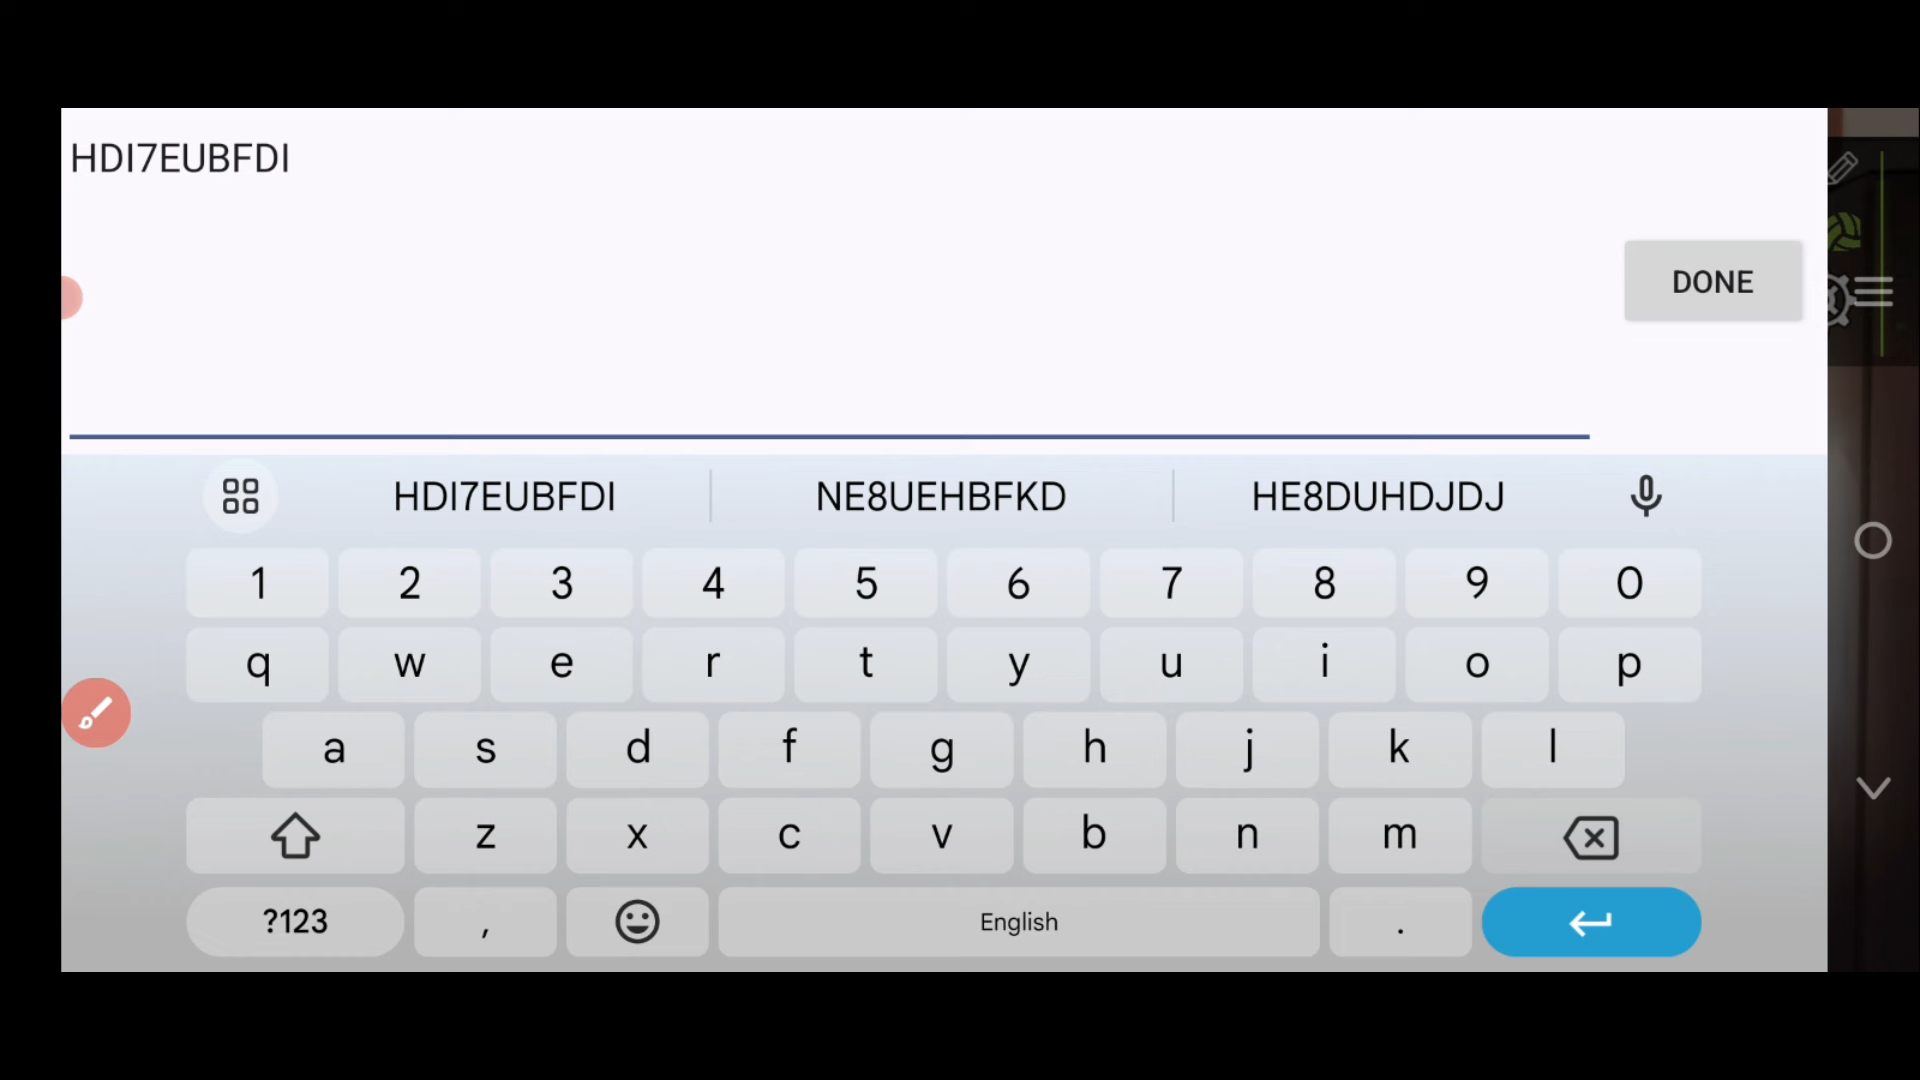 HDI7EUBFDI
DONE
HDI7EUBFDI NE8UEHBFKD HE8DUHDJDJ
1 2 3 4 5 6 7 8 9 0
q w e r t y u i o p
a s d f g h j k l
z x c v b n m
?123 , English .